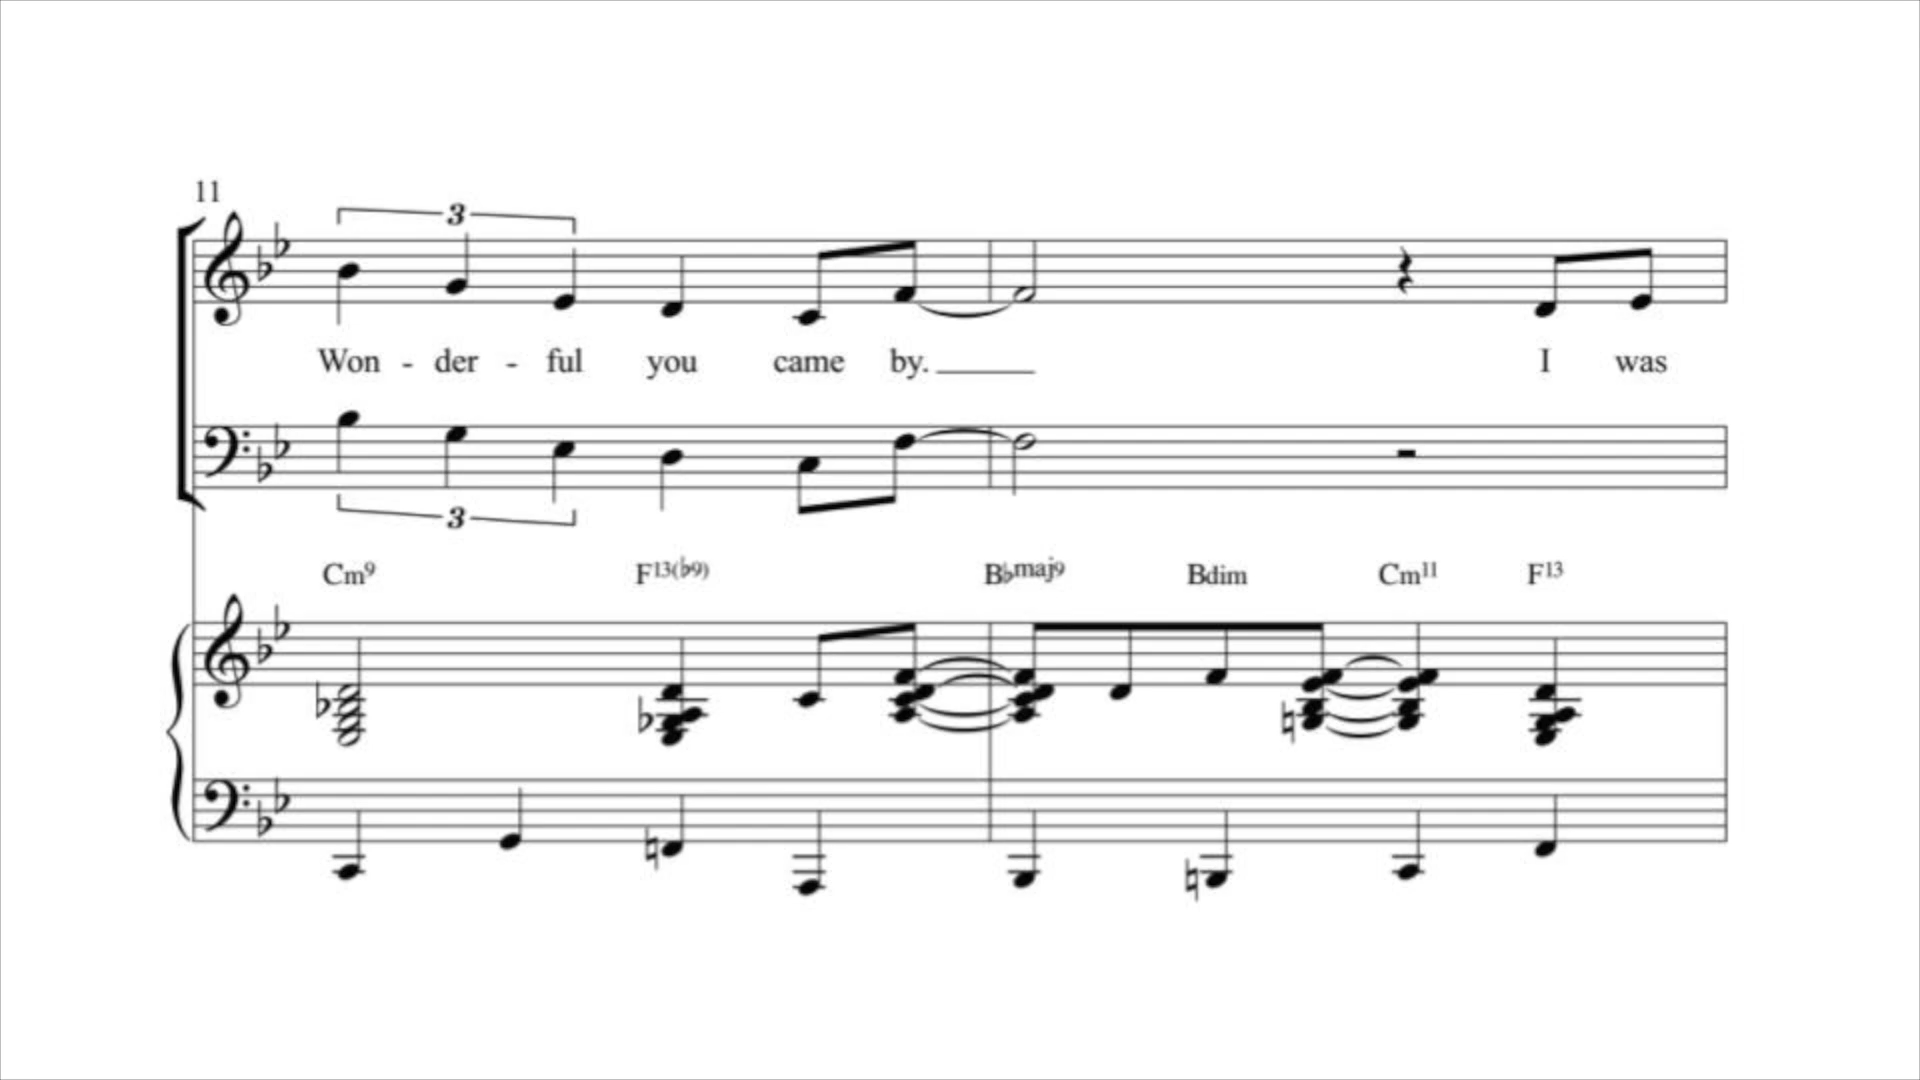 11
3
Won - der - ful you came by. I was
3
Cm9 F13(♭9) B♭maj9 Bdim Cm11 F13